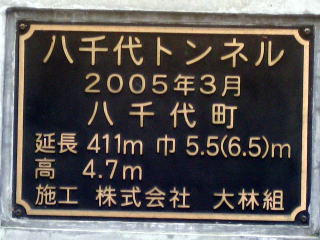 八千代トンネル
2005年3月
八千代町
延長 411m 巾 5.5(6.5)m
高 4.7m
施工 株式会社 大林組